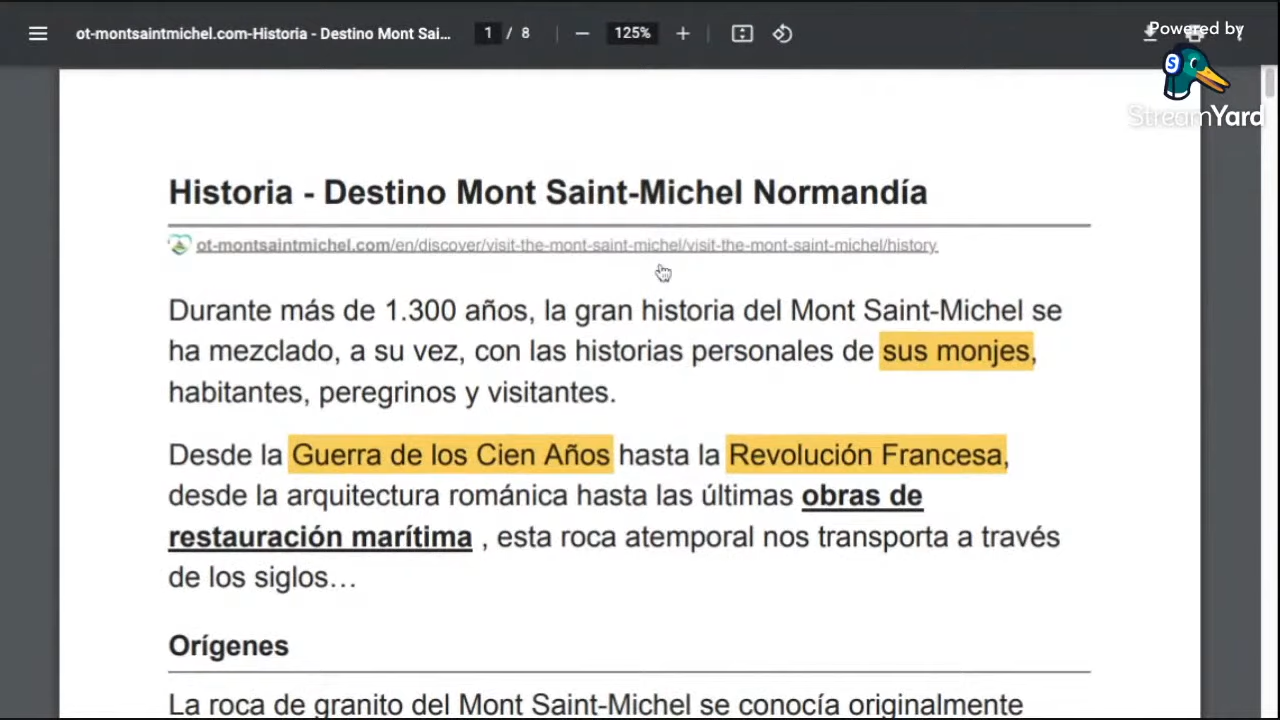 ot-montsaintmichel.com-Historia - Destino Mont Sai... 1 / 8 125%
Powered by
StreamYard
Historia - Destino Mont Saint-Michel Normandía
ot-montsaintmichel.com/en/discover/visit-the-mont-saint-michel/visit-the-mont-saint-michel/history
Durante más de 1.300 años, la gran historia del Mont Saint-Michel se
ha mezclado, a su vez, con las historias personales de sus monjes,
habitantes, peregrinos y visitantes.
Desde la Guerra de los Cien Años hasta la Revolución Francesa,
desde la arquitectura románica hasta las últimas obras de
restauración marítima , esta roca atemporal nos transporta a través
de los siglos…
Orígenes
La roca de granito del Mont Saint-Michel se conocía originalmente